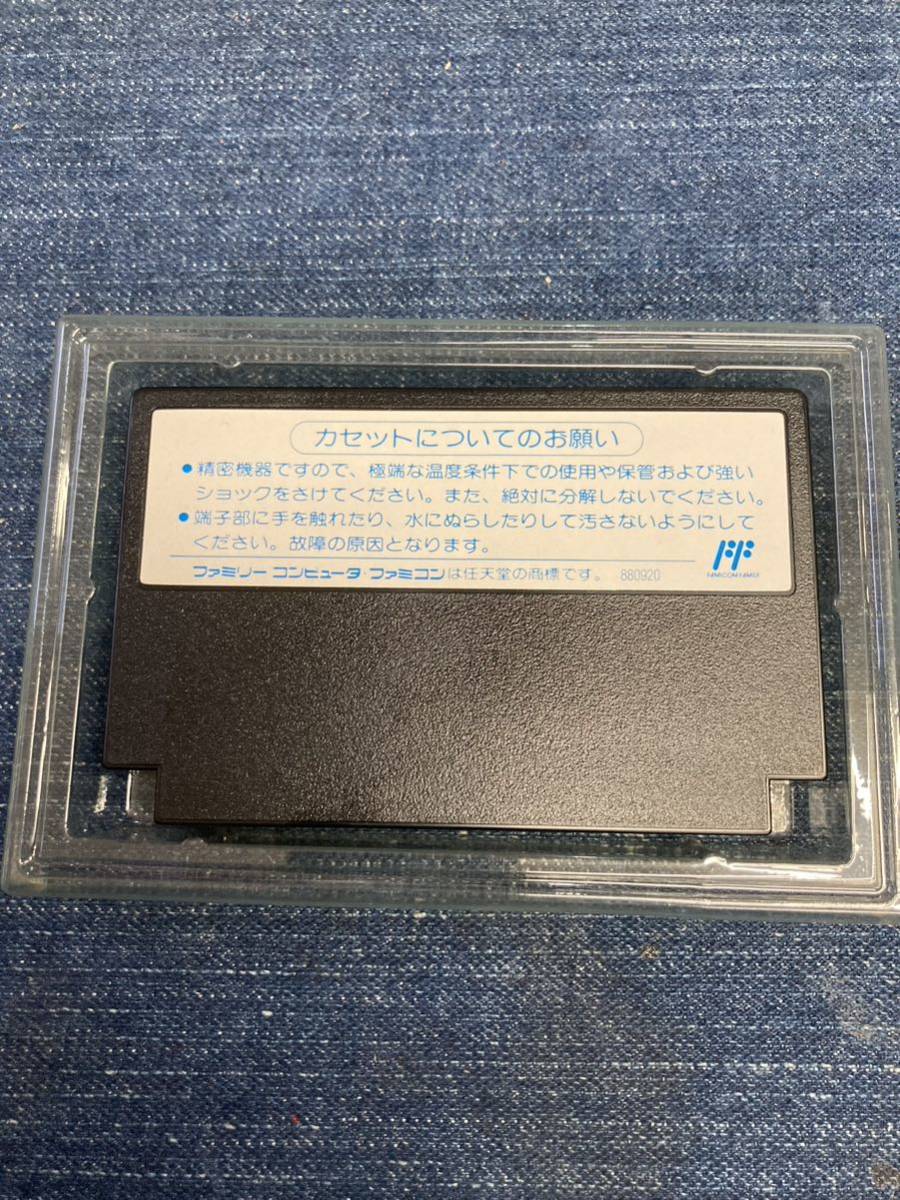 カセットについてのお願い
●精密機器ですので、極端な温度条件下での使用や保管および強い
ショックをさけてください。また、絶対に分解しないでください。
●端子部に手を触れたり、水にぬらしたりして汚さないようにして
ください。故障の原因となります。
ファミリーコンピュータ・ファミコンは任天堂の商標です。 880920